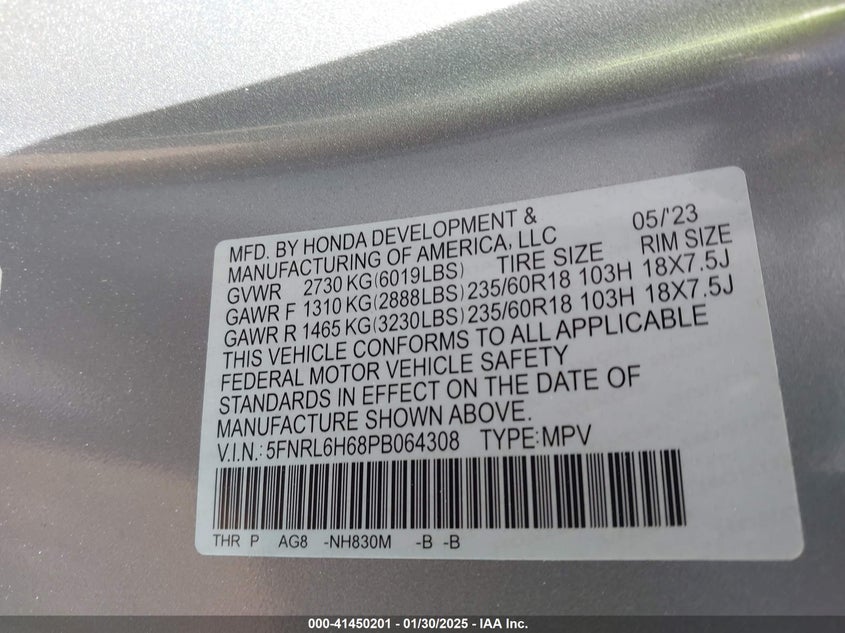 MFD. BY HONDA DEVELOPMENT & 05/'23
MANUFACTURING OF AMERICA, LLC
GVWR 2730 KG(6019LBS) TIRE SIZE RIM SIZE
GAWR F 1310 KG(2888LBS) 235/60R18 103H 18X7.5J
GAWR R 1465 KG(3230LBS) 235/60R18 103H 18X7.5J
THIS VEHICLE CONFORMS TO ALL APPLICABLE
FEDERAL MOTOR VEHICLE SAFETY
STANDARDS IN EFFECT ON THE DATE OF
MANUFACTURE SHOWN ABOVE.
V.I.N.: 5FNRL6H68PB064308 TYPE:MPV
THR P AG8 -NH830M -B -B
000-41450201 - 01/30/2025 - IAA Inc.